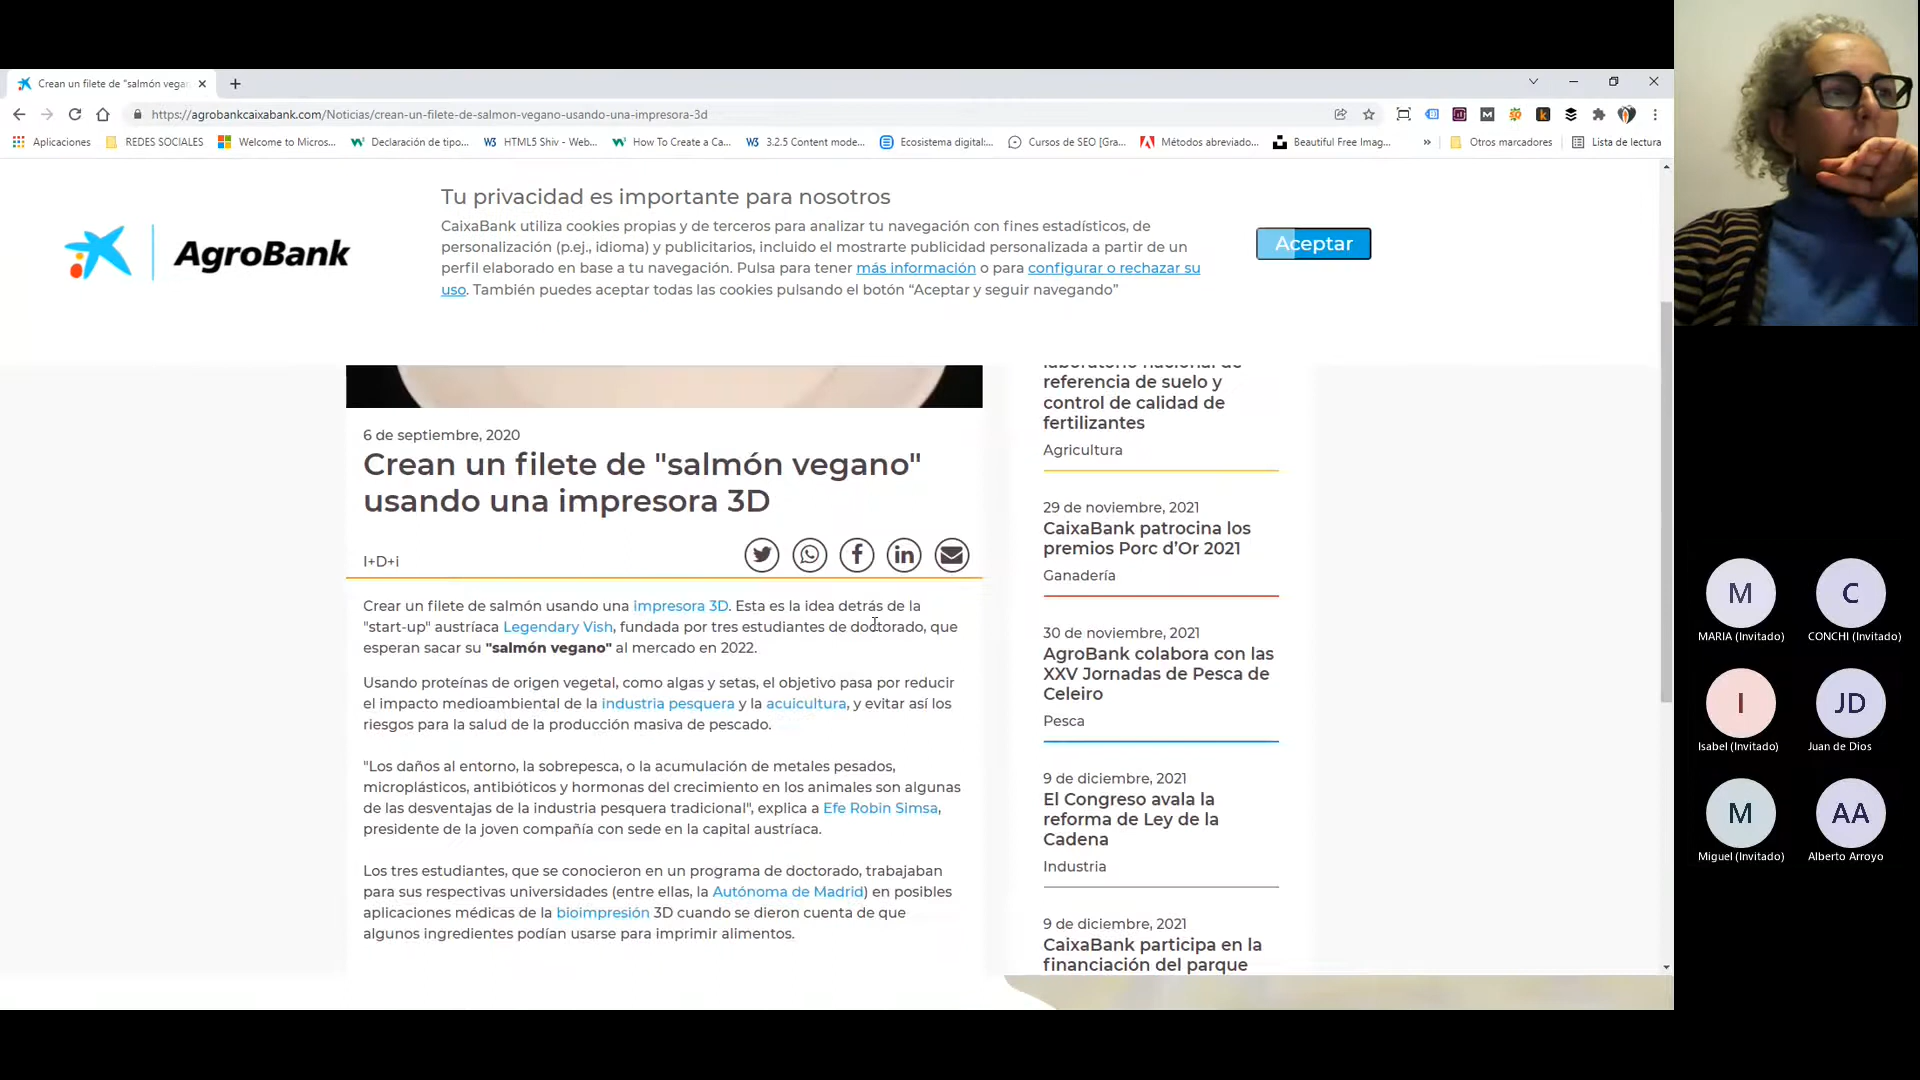 Crean un filete de "salmón vegan
https://agrobankcaixabank.com/Noticias/crean-un-filete-de-salmon-vegano-usando-una-impresora-3d
Aplicaciones REDES SOCIALES Welcome to Micros... Declaración de tipo... HTML5 Shiv - Web... How To Create a Ca... 3.2.5 Content mode... Ecosistema digital:... Cursos de SEO [Gra... Métodos abreviado... Beautiful Free Imag... » Otros marcadores Lista de lectura
AgroBank
Tu privacidad es importante para nosotros
CaixaBank utiliza cookies propias y de terceros para analizar tu navegación con fines estadísticos, de
personalización (p.ej., idioma) y publicitarios, incluido el mostrarte publicidad personalizada a partir de un
perfil elaborado en base a tu navegación. Pulsa para tener más información o para configurar o rechazar su
uso. También puedes aceptar todas las cookies pulsando el botón “Aceptar y seguir navegando”
Aceptar
6 de septiembre, 2020
Crean un filete de "salmón vegano"
usando una impresora 3D
I+D+i
Crear un filete de salmón usando una impresora 3D. Esta es la idea detrás de la
"start-up" austríaca Legendary Vish, fundada por tres estudiantes de doctorado, que
esperan sacar su "salmón vegano" al mercado en 2022.
Usando proteínas de origen vegetal, como algas y setas, el objetivo pasa por reducir
el impacto medioambiental de la industria pesquera y la acuicultura, y evitar así los
riesgos para la salud de la producción masiva de pescado.
"Los daños al entorno, la sobrepesca, o la acumulación de metales pesados,
microplásticos, antibióticos y hormonas del crecimiento en los animales son algunas
de las desventajas de la industria pesquera tradicional", explica a Efe Robin Simsa,
presidente de la joven compañía con sede en la capital austríaca.
Los tres estudiantes, que se conocieron en un programa de doctorado, trabajaban
para sus respectivas universidades (entre ellas, la Autónoma de Madrid) en posibles
aplicaciones médicas de la bioimpresión 3D cuando se dieron cuenta de que
algunos ingredientes podían usarse para imprimir alimentos.
laboratorio nacional de
referencia de suelo y
control de calidad de
fertilizantes
Agricultura
29 de noviembre, 2021
CaixaBank patrocina los
premios Porc d’Or 2021
Ganadería
30 de noviembre, 2021
AgroBank colabora con las
XXV Jornadas de Pesca de
Celeiro
Pesca
9 de diciembre, 2021
El Congreso avala la
reforma de Ley de la
Cadena
Industria
9 de diciembre, 2021
CaixaBank participa en la
financiación del parque
M C
MARIA (Invitado) CONCHI (Invitado)
I JD
Isabel (Invitado) Juan de Dios
M AA
Miguel (Invitado) Alberto Arroyo